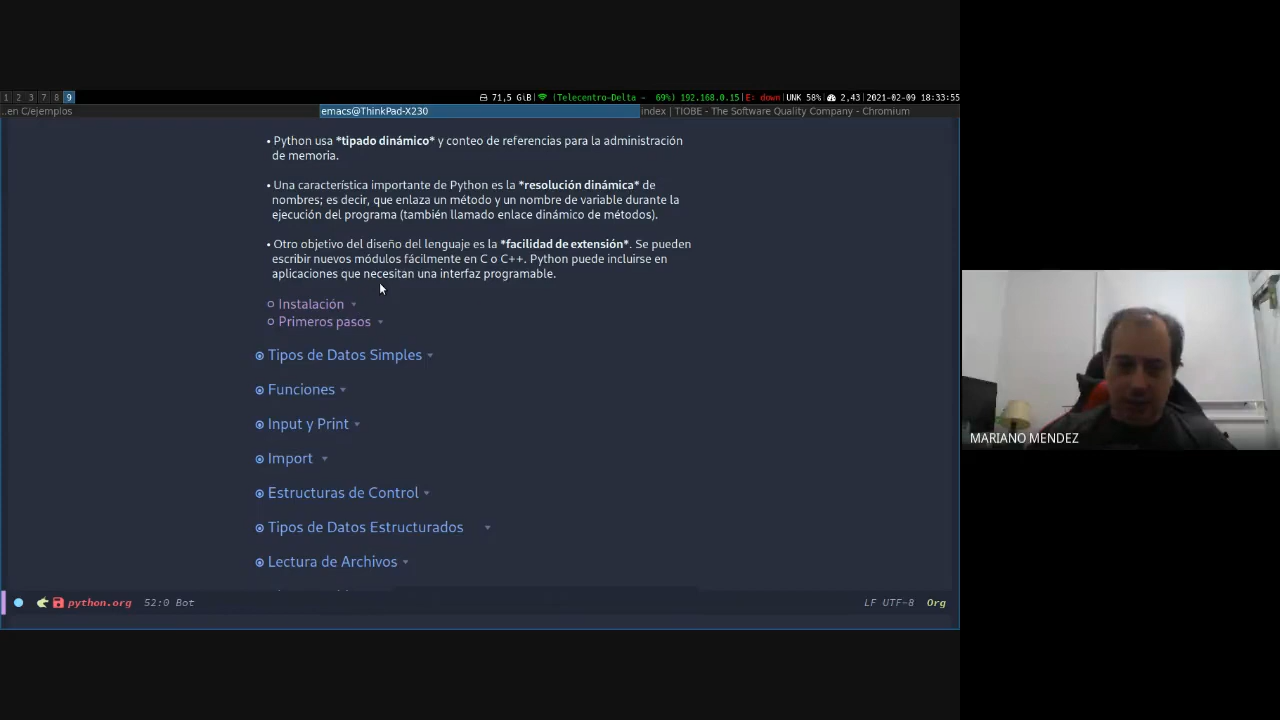 1 2 3 7 8 9
71,5 GiB| |(Telecentro-Delta - 69%) 192.168.0.15|E: down|UNK 58%| 2,43|2021-02-09 18:33:55
..en C/ejemplos emacs@ThinkPad-X230 index | TIOBE - The Software Quality Company - Chromium
• Python usa *tipado dinámico* y conteo de referencias para la administración
de memoria.
• Una característica importante de Python es la *resolución dinámica* de
nombres; es decir, que enlaza un método y un nombre de variable durante la
ejecución del programa (también llamado enlace dinámico de métodos).
• Otro objetivo del diseño del lenguaje es la *facilidad de extensión*. Se pueden
escribir nuevos módulos fácilmente en C o C++. Python puede incluirse en
aplicaciones que necesitan una interfaz programable.
Instalación
Primeros pasos
Tipos de Datos Simples
Funciones
Input y Print
Import
Estructuras de Control
Tipos de Datos Estructurados
Lectura de Archivos
python.org 52:0 Bot LF UTF-8 Org
MARIANO MENDEZ